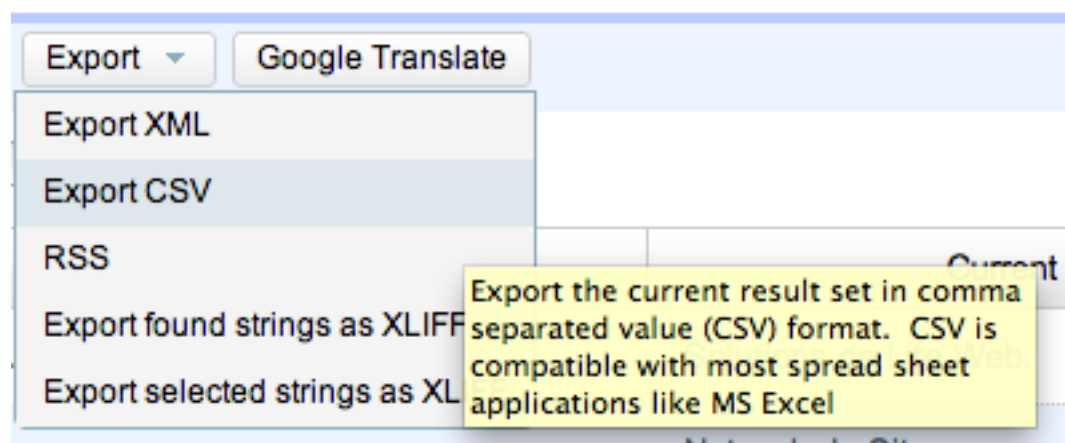 Export Google Translate
Export XML
Export CSV
RSS
Current
Export found strings as XLIFF
Export selected strings as XL
Export the current result set in comma
separated value (CSV) format. CSV is
compatible with most spread sheet
applications like MS Excel